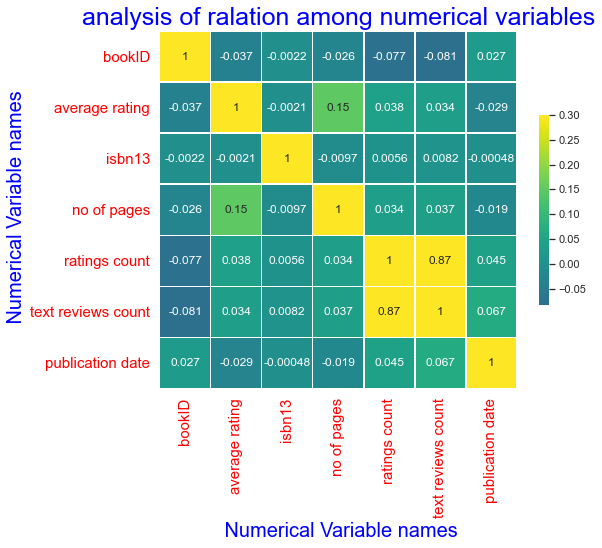 analysis of ralation among numerical variables
bookID 1 -0.037 -0.0022 -0.026 -0.077 -0.081 0.027
average rating -0.037 1 -0.0021 0.15 0.038 0.034 -0.029
isbn13 -0.0022 -0.0021 1 -0.0097 0.0056 0.0082 -0.00048
no of pages -0.026 0.15 -0.0097 1 0.034 0.037 -0.019
ratings count -0.077 0.038 0.0056 0.034 1 0.87 0.045
text reviews count -0.081 0.034 0.0082 0.037 0.87 1 0.067
publication date 0.027 -0.029 -0.00048 -0.019 0.045 0.067 1
Numerical Variable names
bookID
average rating
isbn13
no of pages
ratings count
text reviews count
publication date
Numerical Variable names
0.30
0.25
0.20
0.15
0.10
0.05
0.00
−0.05